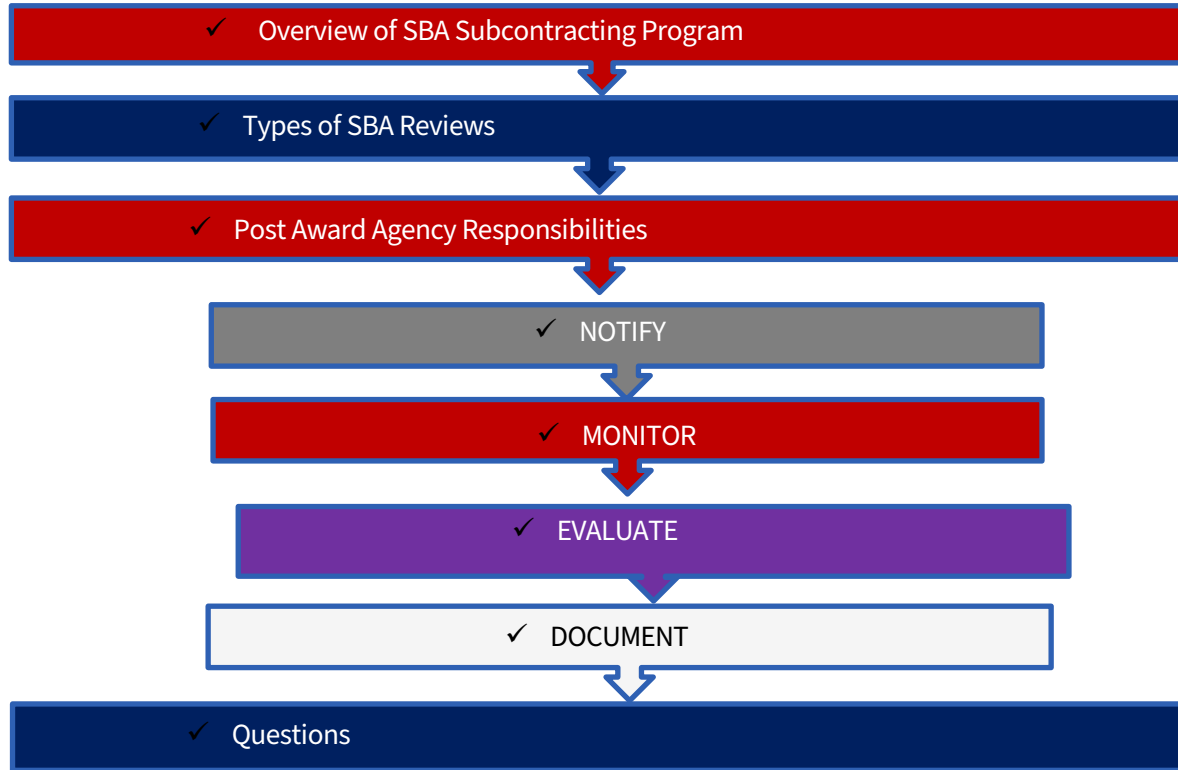 ✓ Overview of SBA Subcontracting Program
✓ Types of SBA Reviews
✓ Post Award Agency Responsibilities
✓ NOTIFY
✓ MONITOR
✓ EVALUATE
✓ DOCUMENT
✓ Questions